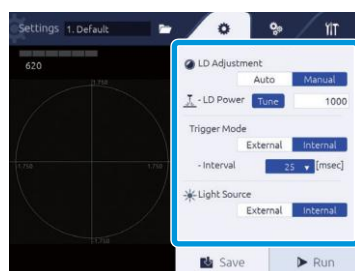 Settings 1. Default
620
1.750
1.750 1.750
1.750
LD Adjustment
Auto Manual
- LD Power Tune 1000
Trigger Mode
External Internal
- Interval 25 [msec]
Light Source
External Internal
Save Run